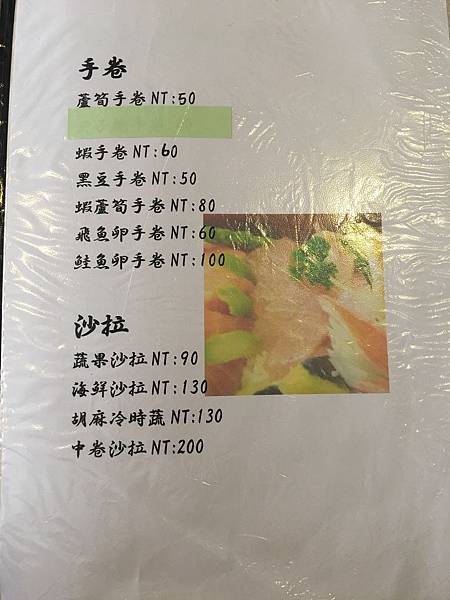 手卷
蘆筍手卷 NT:50
蝦手卷 NT:60
黑豆手卷 NT:50
蝦蘆筍手卷 NT:80
飛魚卵手卷 NT:60
鮭魚卵手卷 NT:100
沙拉
蔬果沙拉 NT:90
海鮮沙拉 NT:130
胡麻冷時蔬 NT:130
中卷沙拉 NT:200